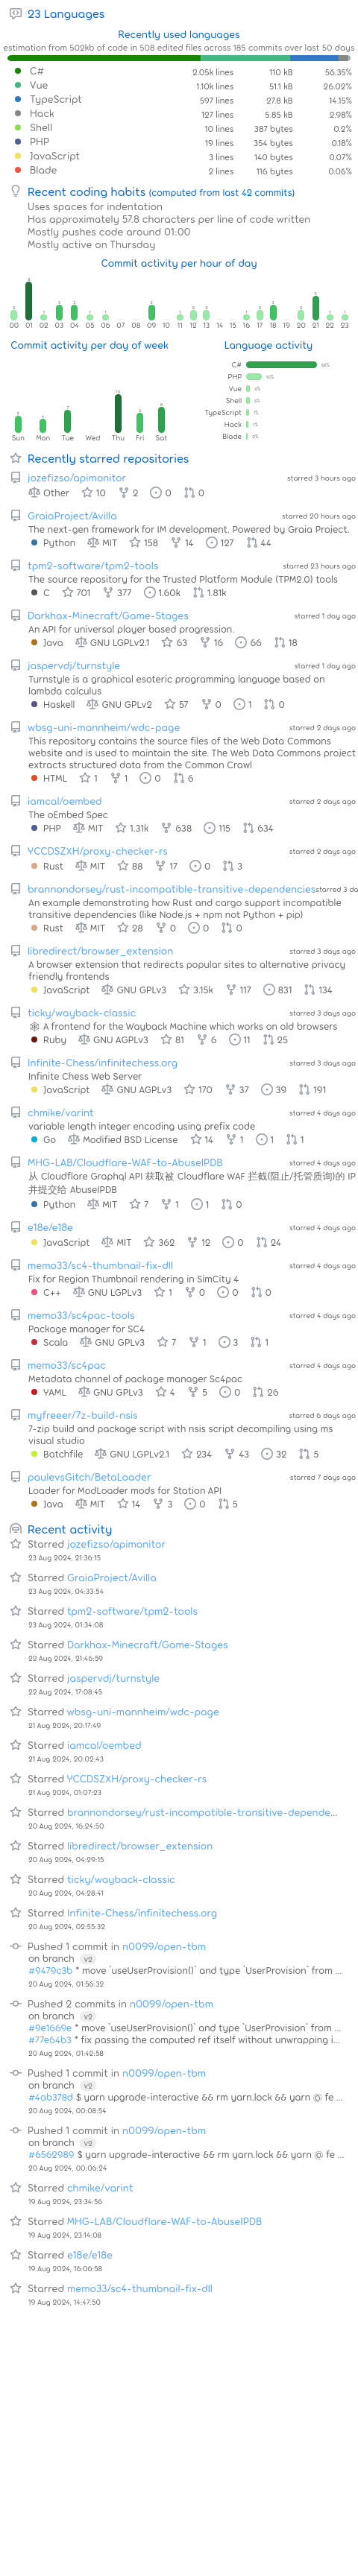 23 Languages
Recently used languages
estimation from 502kb of code in 508 edited files across 185 commits over last 50 days
C# 2.05k lines 110 kB 56.35%
Vue 1.10k lines 51.1 kB 26.02%
TypeScript 597 lines 27.8 kB 14.15%
Hack 127 lines 5.85 kB 2.98%
Shell 10 lines 387 bytes 0.2%
PHP 19 lines 354 bytes 0.18%
JavaScript 3 lines 140 bytes 0.07%
Blade 2 lines 116 bytes 0.06%
Recent coding habits (computed from last 42 commits)
Uses spaces for indentation
Has approximately 57.8 characters per line of code written
Mostly pushes code around 01:00
Mostly active on Thursday
Commit activity per hour of day
00 01 02 03 04 05 06 07 08 09 10 11 12 13 14 15 16 17 18 19 20 21 22 23
Commit activity per day of week
Sun Mon Tue Wed Thu Fri Sat
Language activity
C#
PHP
Vue
Shell
TypeScript
Hack
Blade
Recently starred repositories
jozefizso/apimonitor starred 3 hours ago
Other 10 2 0 0
GraiaProject/Avilla starred 20 hours ago
The next-gen framework for IM development. Powered by Graia Project.
Python MIT 158 14 127 44
tpm2-software/tpm2-tools starred 23 hours ago
The source repository for the Trusted Platform Module (TPM2.0) tools
C 701 377 1.60k 1.81k
Darkhax-Minecraft/Game-Stages starred 1 day ago
An API for universal player based progression.
Java GNU LGPLv2.1 63 16 66 18
jaspervdj/turnstyle starred 1 day ago
Turnstyle is a graphical esoteric programming language based on
lambda calculus
Haskell GNU GPLv2 57 0 1 0
wbsg-uni-mannheim/wdc-page starred 2 days ago
This repository contains the source files of the Web Data Commons
website and is used to maintain the site. The Web Data Commons project
extracts structured data from the Common Crawl
HTML 1 1 0 6
iamcal/oembed starred 2 days ago
The oEmbed Spec
PHP MIT 1.31k 638 115 634
YCCDSZXH/proxy-checker-rs starred 2 days ago
Rust MIT 88 17 0 3
brannondorsey/rust-incompatible-transitive-dependencies starred 3 da
An example demonstrating how Rust and cargo support incompatible
transitive dependencies (like Node.js + npm not Python + pip)
Rust MIT 28 0 0 0
libredirect/browser_extension starred 3 days ago
A browser extension that redirects popular sites to alternative privacy
friendly frontends
JavaScript GNU GPLv3 3.15k 117 831 134
ticky/wayback-classic starred 3 days ago
🕸 A frontend for the Wayback Machine which works on old browsers
Ruby GNU AGPLv3 81 6 11 25
Infinite-Chess/infinitechess.org starred 3 days ago
Infinite Chess Web Server
JavaScript GNU AGPLv3 170 37 39 191
chmike/varint starred 4 days ago
variable length integer encoding using prefix code
Go Modified BSD License 14 1 1 1
MHG-LAB/Cloudflare-WAF-to-AbuseIPDB starred 4 days ago
从 Cloudflare Graphql API 获取被 Cloudflare WAF 拦截(阻止/托管质询)的 IP
并提交给 AbuseIPDB
Python MIT 7 1 1 0
e18e/e18e starred 4 days ago
JavaScript MIT 362 12 0 24
memo33/sc4-thumbnail-fix-dll starred 4 days ago
Fix for Region Thumbnail rendering in SimCity 4
C++ GNU LGPLv3 1 0 0 0
memo33/sc4pac-tools starred 4 days ago
Package manager for SC4
Scala GNU GPLv3 7 1 3 1
memo33/sc4pac starred 4 days ago
Metadata channel of package manager Sc4pac
YAML GNU GPLv3 4 5 0 26
myfreeer/7z-build-nsis starred 6 days ago
7-zip build and package script with nsis script decompiling using ms
visual studio
Batchfile GNU LGPLv2.1 234 43 32 5
paulevsGitch/BetaLoader starred 7 days ago
Loader for ModLoader mods for Station API
Java MIT 14 3 0 5
Recent activity
Starred jozefizso/apimonitor
23 Aug 2024, 21:36:15
Starred GraiaProject/Avilla
23 Aug 2024, 04:33:54
Starred tpm2-software/tpm2-tools
23 Aug 2024, 01:34:08
Starred Darkhax-Minecraft/Game-Stages
22 Aug 2024, 21:46:59
Starred jaspervdj/turnstyle
22 Aug 2024, 17:08:45
Starred wbsg-uni-mannheim/wdc-page
21 Aug 2024, 20:17:49
Starred iamcal/oembed
21 Aug 2024, 20:02:43
Starred YCCDSZXH/proxy-checker-rs
21 Aug 2024, 01:07:23
Starred brannondorsey/rust-incompatible-transitive-depende...
20 Aug 2024, 16:24:50
Starred libredirect/browser_extension
20 Aug 2024, 04:29:15
Starred ticky/wayback-classic
20 Aug 2024, 04:28:41
Starred Infinite-Chess/infinitechess.org
20 Aug 2024, 02:55:32
Pushed 1 commit in n0099/open-tbm
on branch v2
#9479c3b * move `useUserProvision()` and type `UserProvision` from ...
20 Aug 2024, 01:56:32
Pushed 2 commits in n0099/open-tbm
on branch v2
#9e1669e * move `useUserProvision()` and type `UserProvision` from ...
#77e64b3 * fix passing the computed ref itself without unwrapping i...
20 Aug 2024, 01:42:58
Pushed 1 commit in n0099/open-tbm
on branch v2
#4ab378d $ yarn upgrade-interactive && rm yarn.lock && yarn @ fe ...
20 Aug 2024, 00:08:54
Pushed 1 commit in n0099/open-tbm
on branch v2
#6562989 $ yarn upgrade-interactive && rm yarn.lock && yarn @ fe ...
20 Aug 2024, 00:06:24
Starred chmike/varint
19 Aug 2024, 23:34:56
Starred MHG-LAB/Cloudflare-WAF-to-AbuseIPDB
19 Aug 2024, 23:14:08
Starred e18e/e18e
19 Aug 2024, 16:06:58
Starred memo33/sc4-thumbnail-fix-dll
19 Aug 2024, 14:47:50